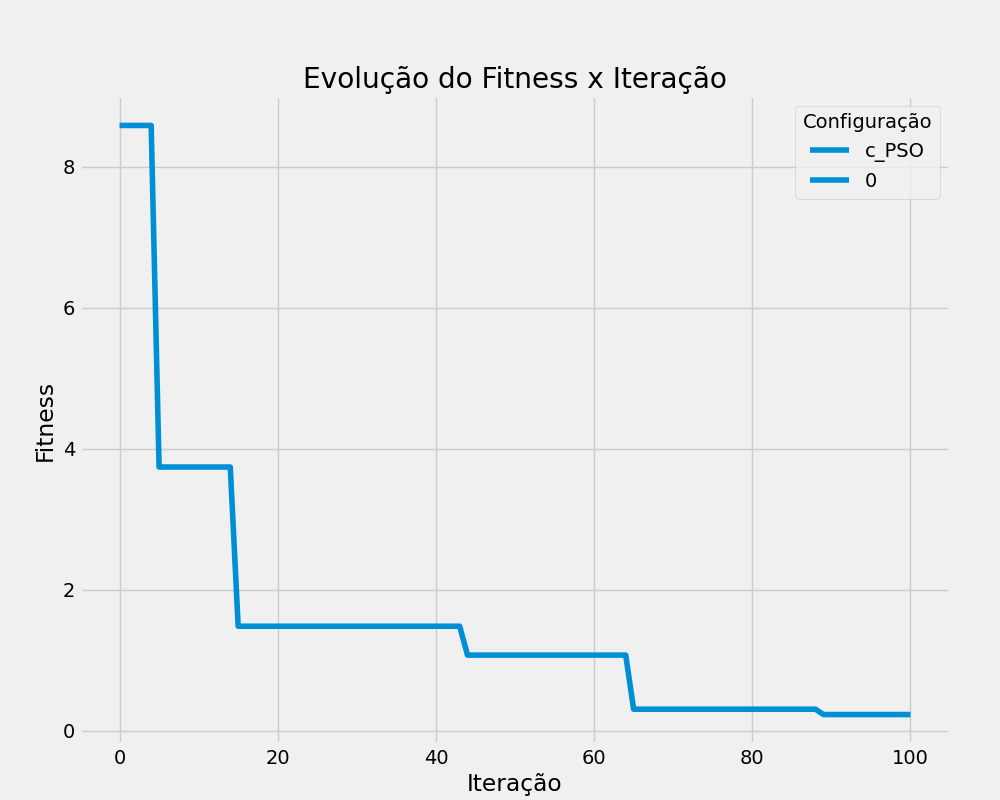 Evolução do Fitness x Iteração
Configuração
c_PSO
0
8
6
4
2
0
Fitness
0 20 40 60 80 100
Iteração